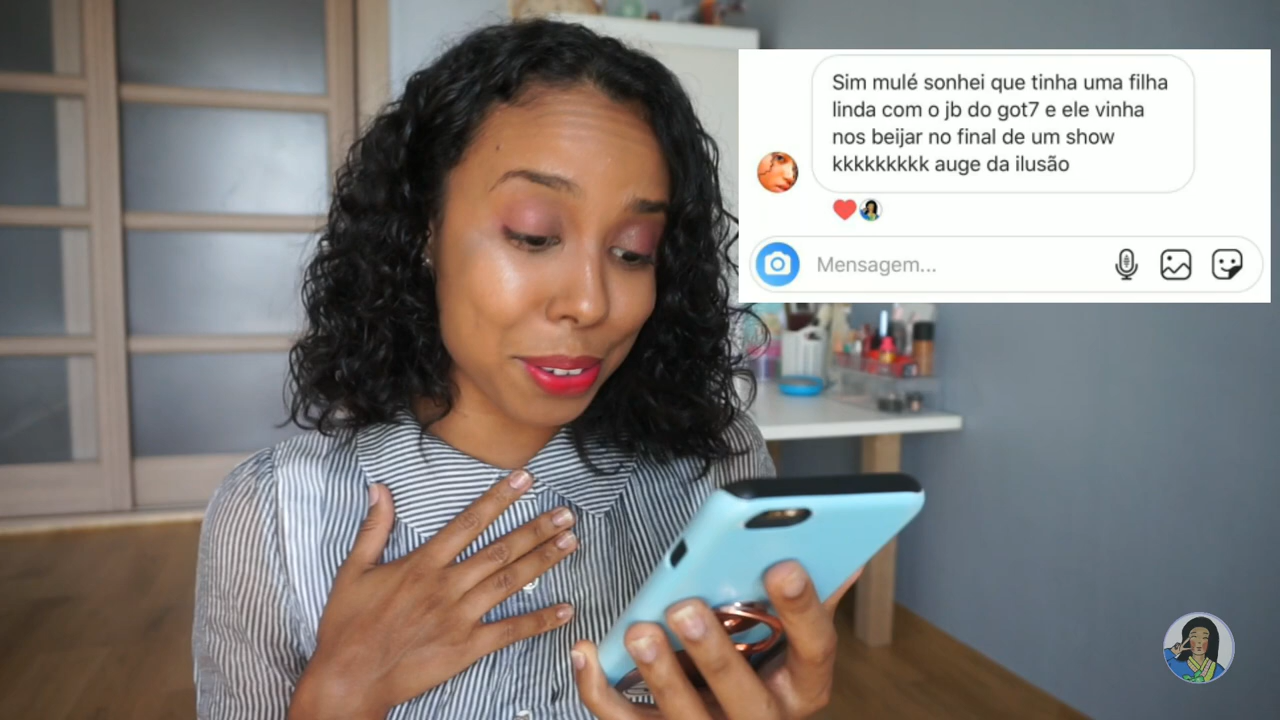 Sim mulé sonhei que tinha uma filha
linda com o jb do got7 e ele vinha
nos beijar no final de um show
kkkkkkkkk auge da ilusão
Mensagem...